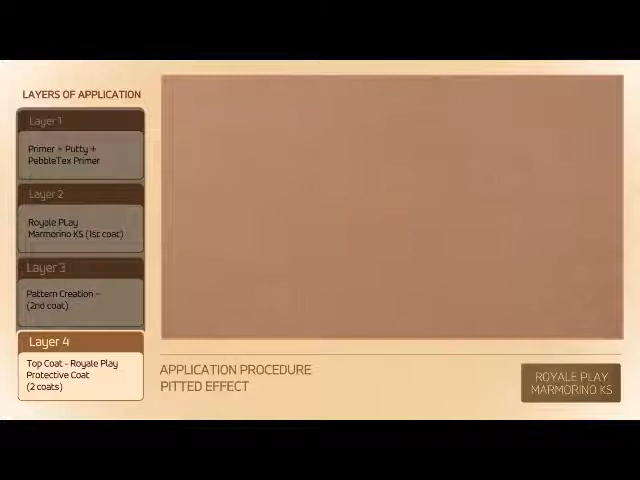 LAYERS OF APPLICATION
Layer 1
Primer + Putty +
PebbleTex Primer
Layer 2
Royale PLay
Marmorino KS (1st coat)
Layer 3
Pattern Creation -
(2nd coat)
Layer 4
Top Coat - Royale Play
Protective Coat
(2 coats)
APPLICATION PROCEDURE
PITTED EFFECT
ROYALE PLAY
MARMORINO KS